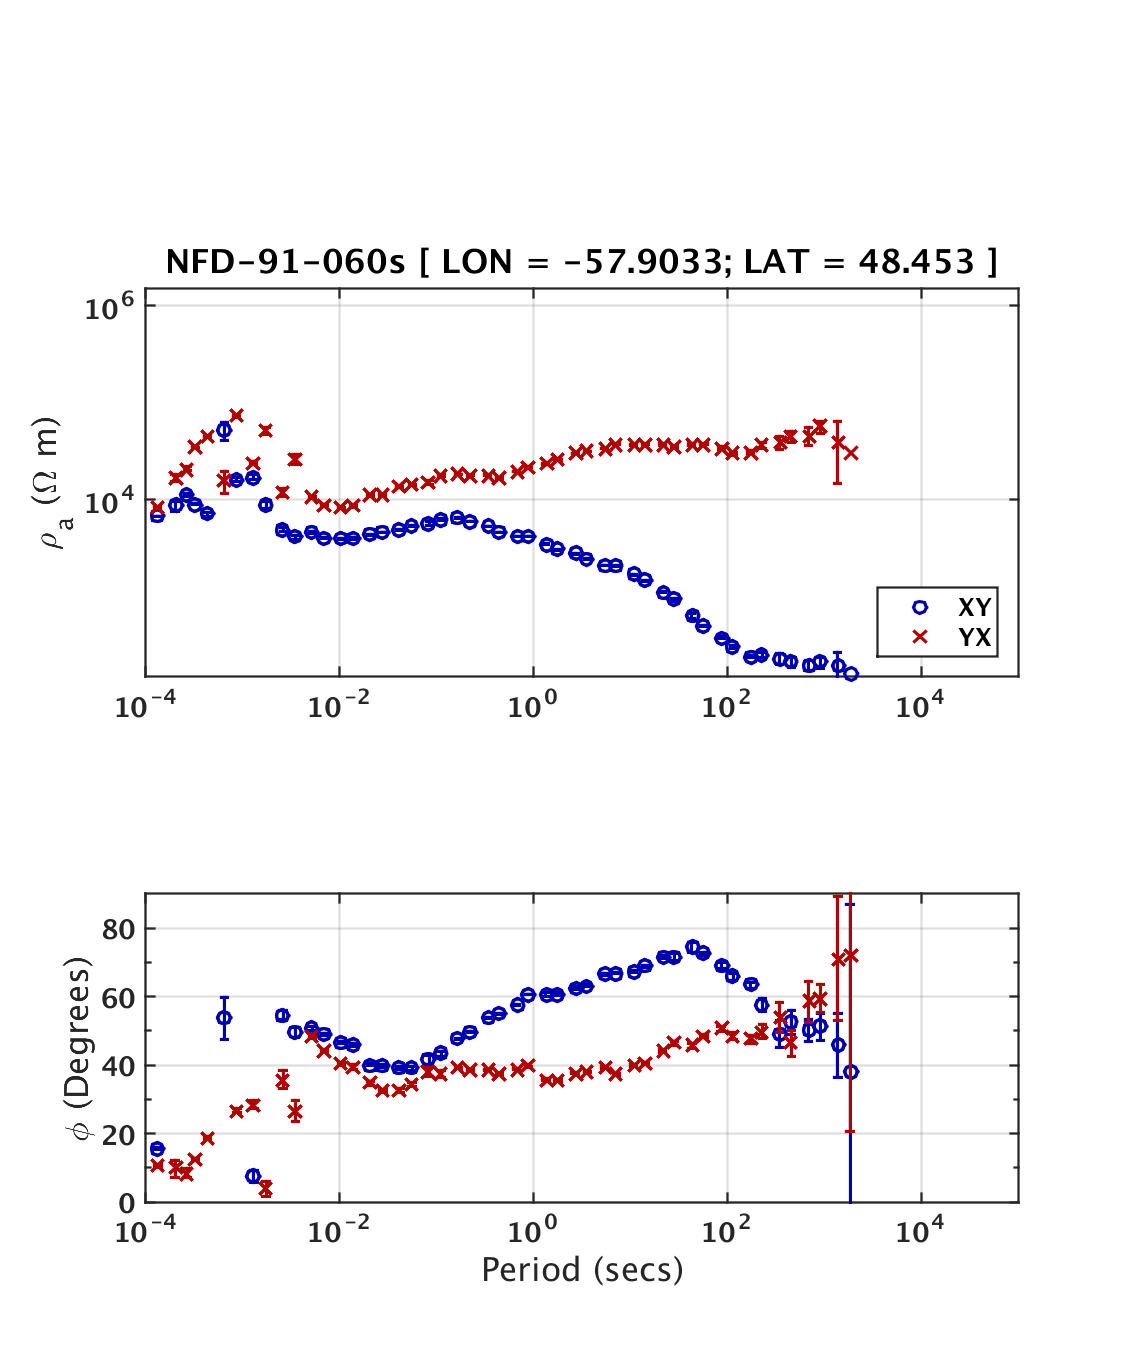 NFD-91-060s [ LON = -57.9033; LAT = 48.453 ]
10^6
10^4
ρ_a (Ω m)
XY
YX
10^-4 10^-2 10^0 10^2 10^4
80
60
40
20
0
ϕ (Degrees)
10^-4 10^-2 10^0 10^2 10^4
Period (secs)